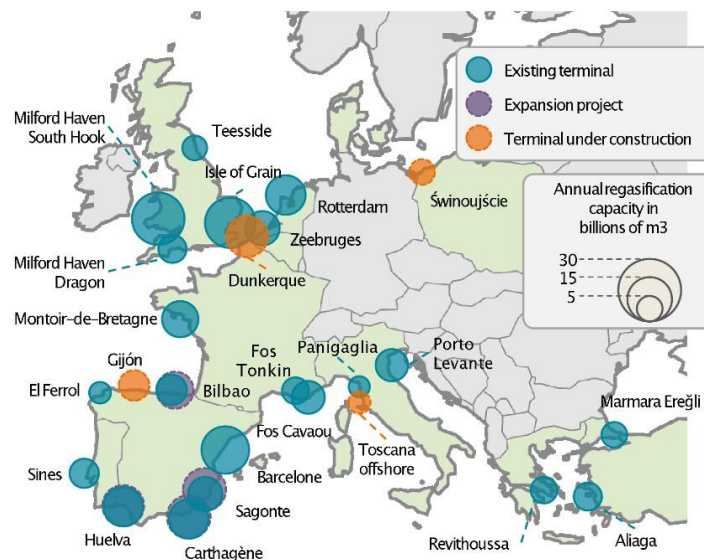 Existing terminal
Expansion project
Terminal under construction
Annual regasification
capacity in
billions of m3
30
15
5
Milford Haven
South Hook
Teesside
Isle of Grain
Rotterdam
Świnoujście
Zeebruges
Milford Haven
Dragon
Dunkerque
Montoir-de-Bretagne
Gijón
El Ferrol
Bilbao
Fos
Tonkin
Panigaglia
Porto
Levante
Fos Cavaou
Toscana
offshore
Marmara Ereğli
Barcelone
Sines
Sagonte
Huelva
Carthagène
Revithoussa
Aliaga